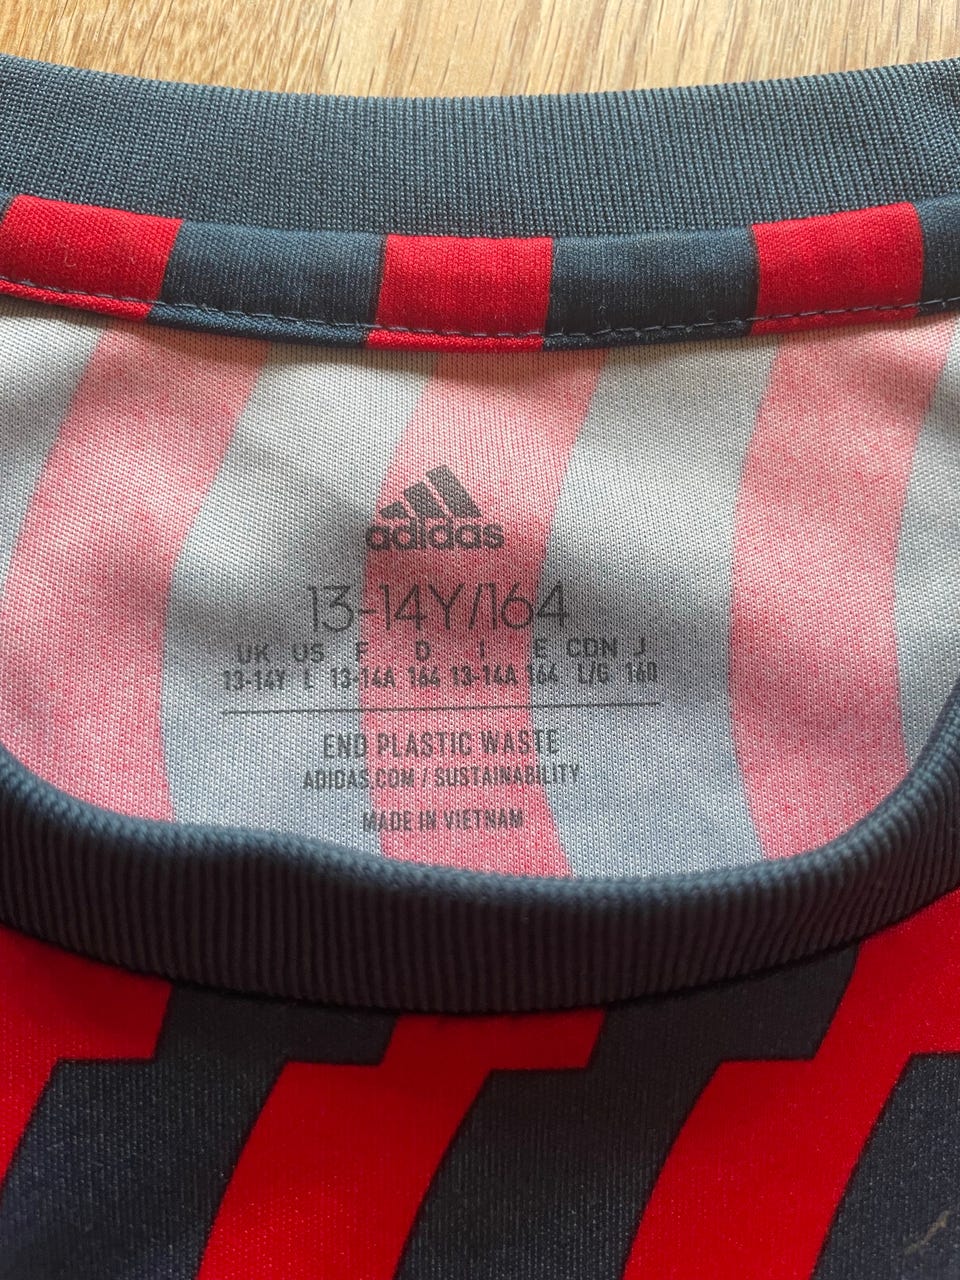 adidas
13-14Y/164
UK US F D I E CDN J
13-14Y L 13-14A 164 13-14A 164 L/G 160
END PLASTIC WASTE
ADIDAS.COM / SUSTAINABILITY
MADE IN VIETNAM